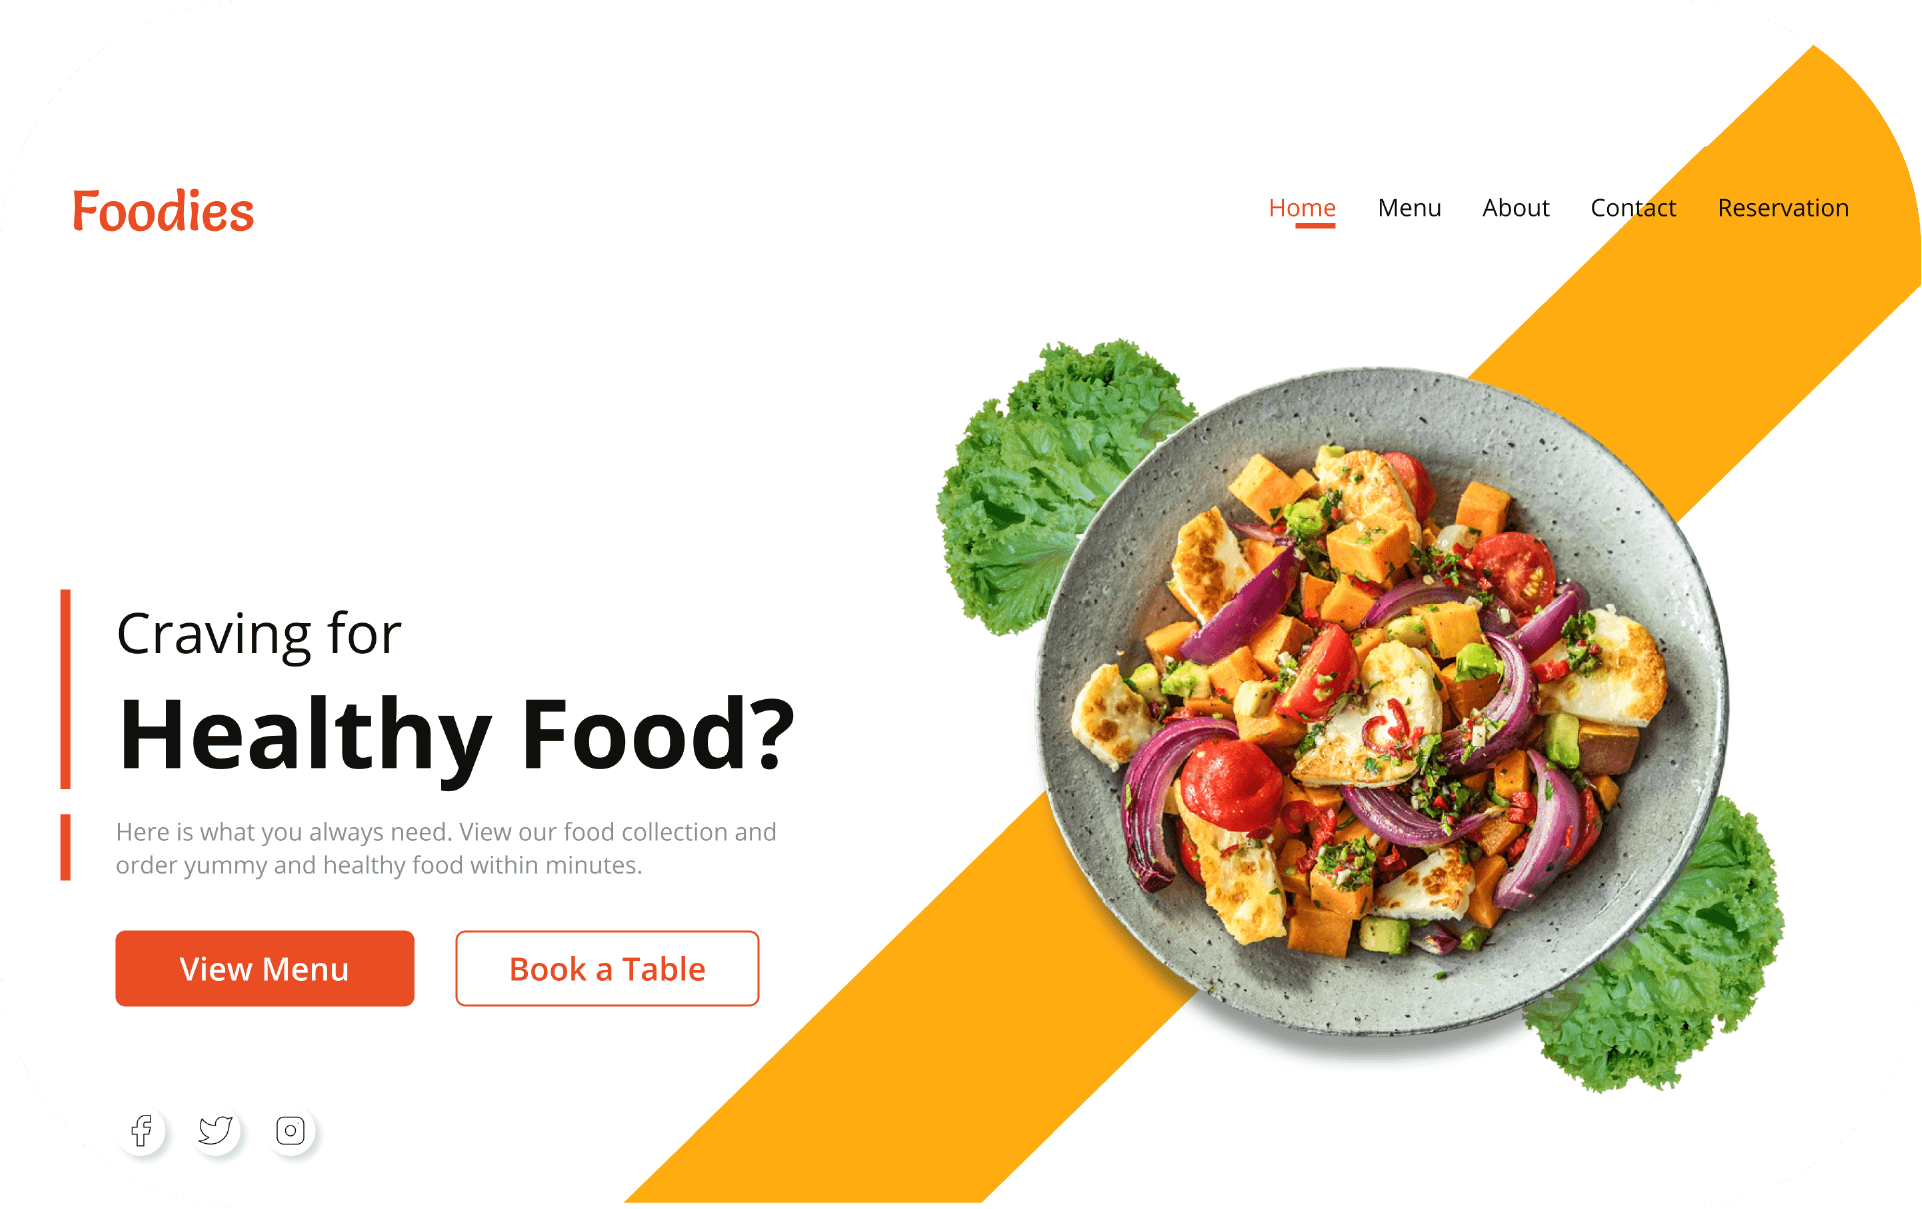 Foodies
Home Menu About Contact Reservation
Craving for
Healthy Food?
Here is what you always need. View our food collection and
order yummy and healthy food within minutes.
View Menu Book a Table